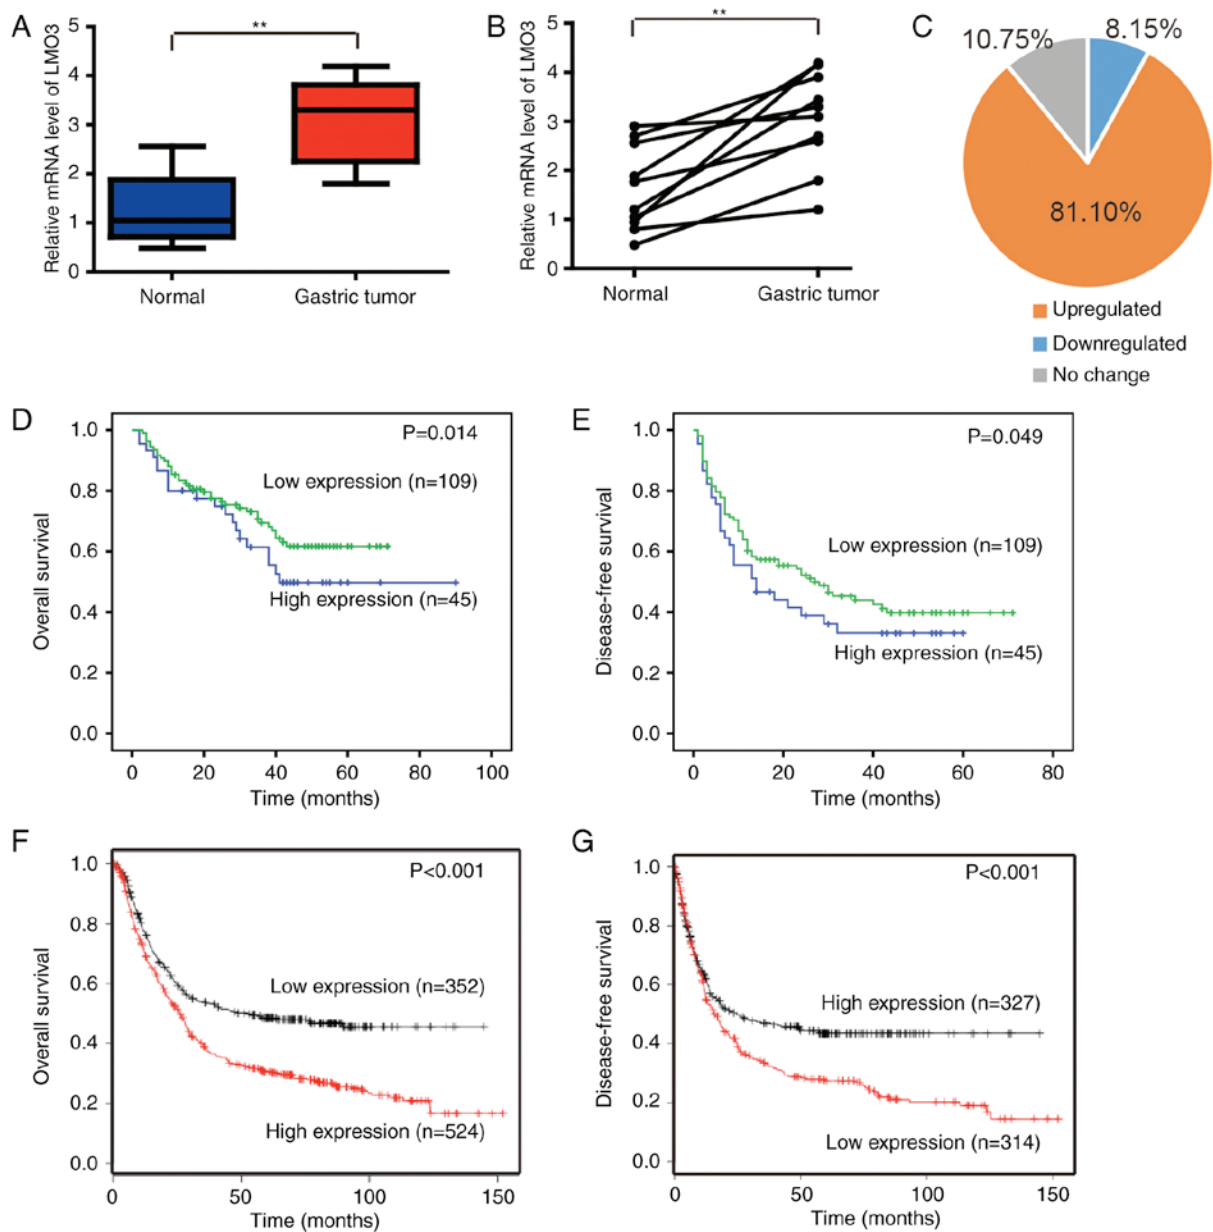 A
Relative mRNA level of LMO3
5
4
3
2
1
0
**
Normal
Gastric tumor
B
Relative mRNA level of LMO3
5
4
3
2
1
0
**
Normal
Gastric tumor
C
10.75%
8.15%
81.10%
Upregulated
Downregulated
No change
D
Overall survival
1.0
0.8
0.6
0.4
0.2
0.0
P=0.014
Low expression (n=109)
High expression (n=45)
0 20 40 60 80 100
Time (months)
E
Disease-free survival
1.0
0.8
0.6
0.4
0.2
0.0
P=0.049
Low expression (n=109)
High expression (n=45)
0 20 40 60 80
Time (months)
F
Overall survival
1.0
0.8
0.6
0.4
0.2
0.0
P<0.001
Low expression (n=352)
High expression (n=524)
0 50 100 150
Time (months)
G
Disease-free survival
1.0
0.8
0.6
0.4
0.2
0.0
P<0.001
High expression (n=327)
Low expression (n=314)
0 50 100 150
Time (months)